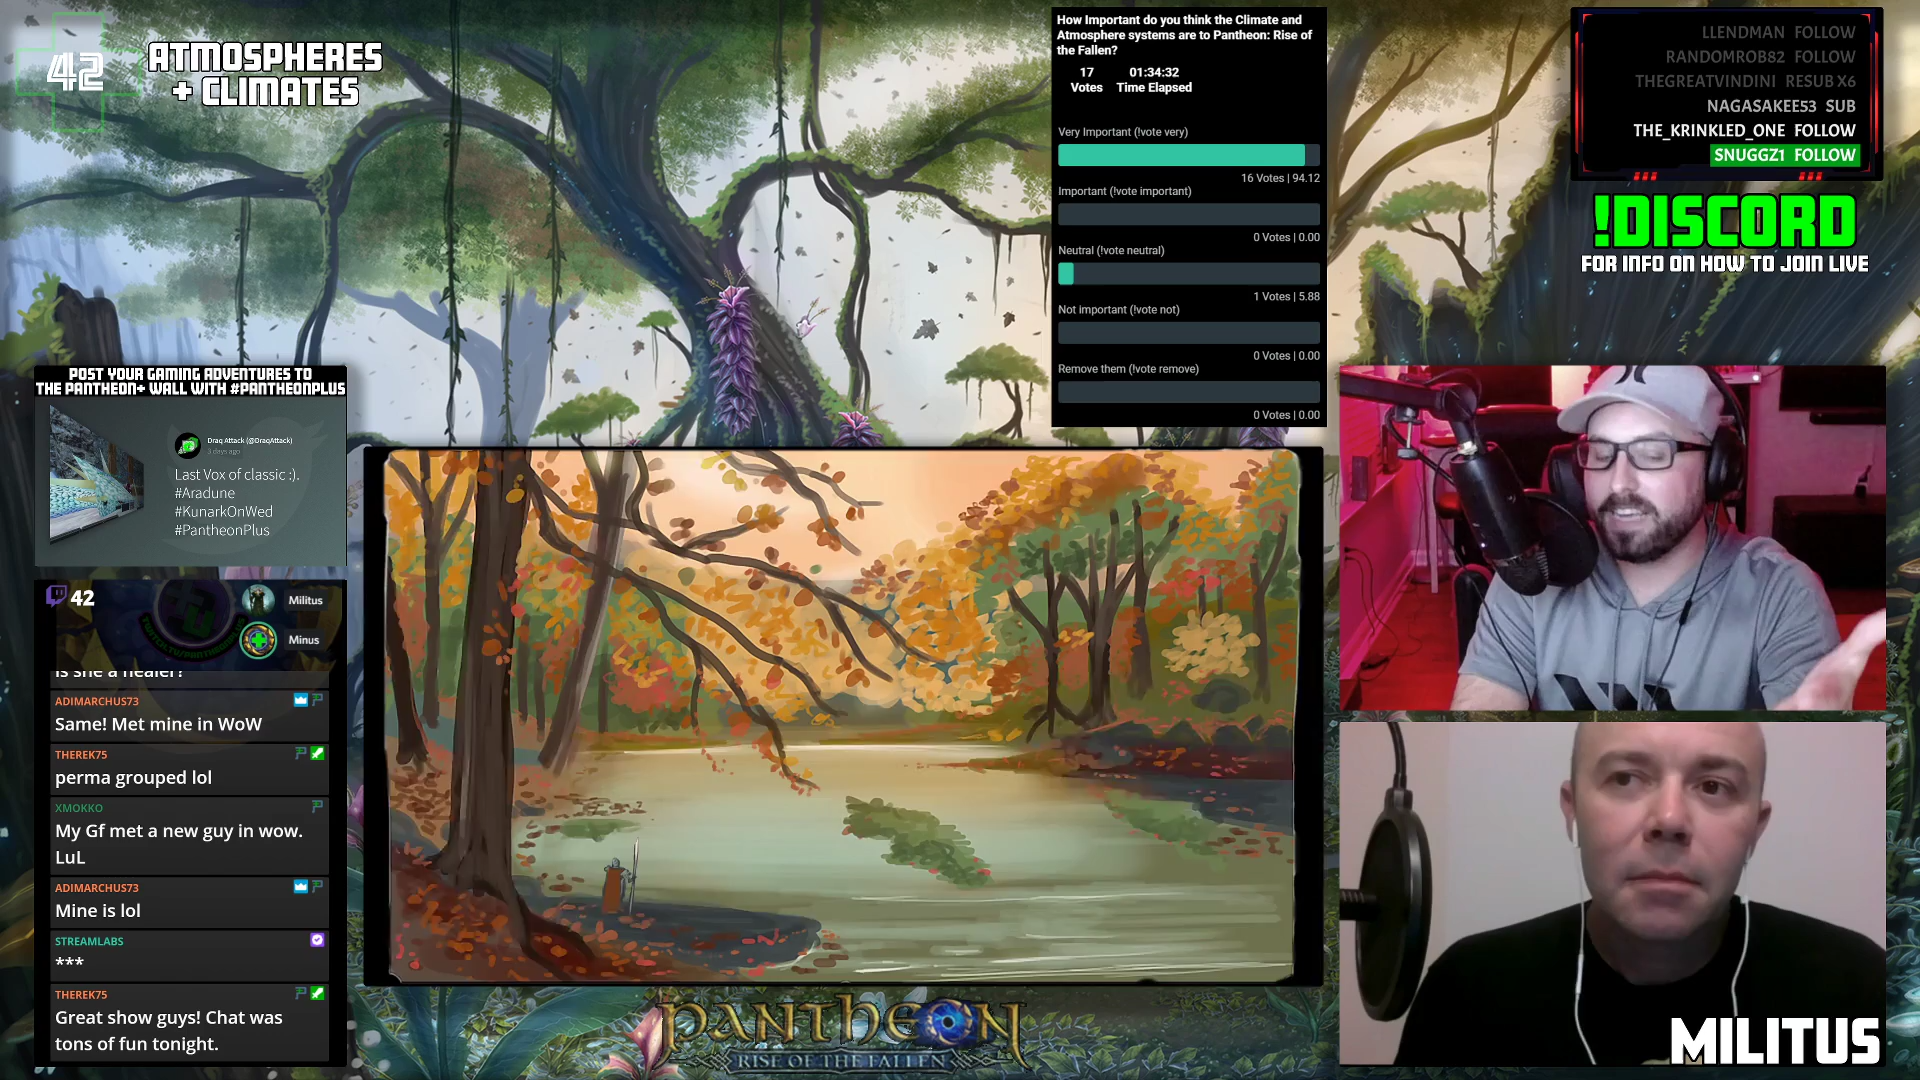 42
ATMOSPHERES
+ CLIMATES
How Important do you think the Climate and
Atmosphere systems are to Pantheon: Rise of
the Fallen?
17 01:34:32
Votes Time Elapsed
Very Important (!vote very)
16 Votes | 94.12
Important (!vote important)
0 Votes | 0.00
Neutral (!vote neutral)
1 Votes | 5.88
Not important (!vote not)
0 Votes | 0.00
Remove them (!vote remove)
0 Votes | 0.00
LLENDMAN FOLLOW
RANDOMROB82 FOLLOW
THEGREATVINDINI RESUB X6
NAGASAKEE53 SUB
THE_KRINKLED_ONE FOLLOW
SNUGGZ1 FOLLOW
!DISCORD
FOR INFO ON HOW TO JOIN LIVE
POST YOUR GAMING ADVENTURES TO
THE PANTHEON+ WALL WITH #PANTHEONPLUS
Draq Attack (@DraqAttack)
3 days ago
Last Vox of classic :).
#Aradune
#KunarkOnWed
#PantheonPlus
42
Militus
Minus
is she a healer?
ADIMARCHUS73
Same! Met mine in WoW
THEREK75
perma grouped lol
XMOKKO
My Gf met a new guy in wow.
LuL
ADIMARCHUS73
Mine is lol
STREAMLABS
***
THEREK75
Great show guys! Chat was
tons of fun tonight.
PANTHEON
RISE OF THE FALLEN
MILITUS